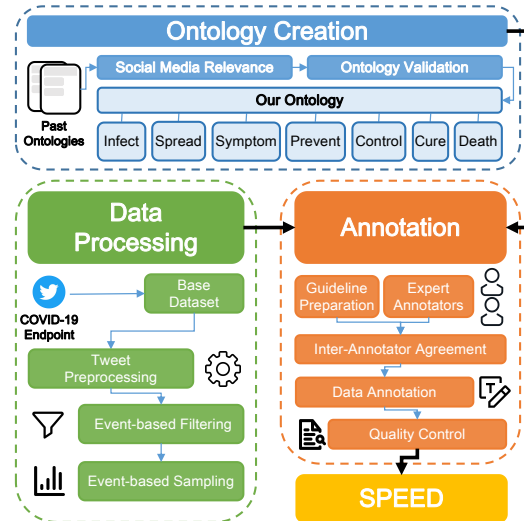 Ontology Creation
Social Media Relevance
Ontology Validation
Past
Ontologies
Our Ontology
Infect
Spread
Symptom
Prevent
Control
Cure
Death
Data
Processing
COVID-19
Endpoint
Base
Dataset
Tweet
Preprocessing
Event-based Filtering
Event-based Sampling
Annotation
Guideline
Preparation
Expert
Annotators
Inter-Annotator Agreement
Data Annotation
T
Quality Control
SPEED